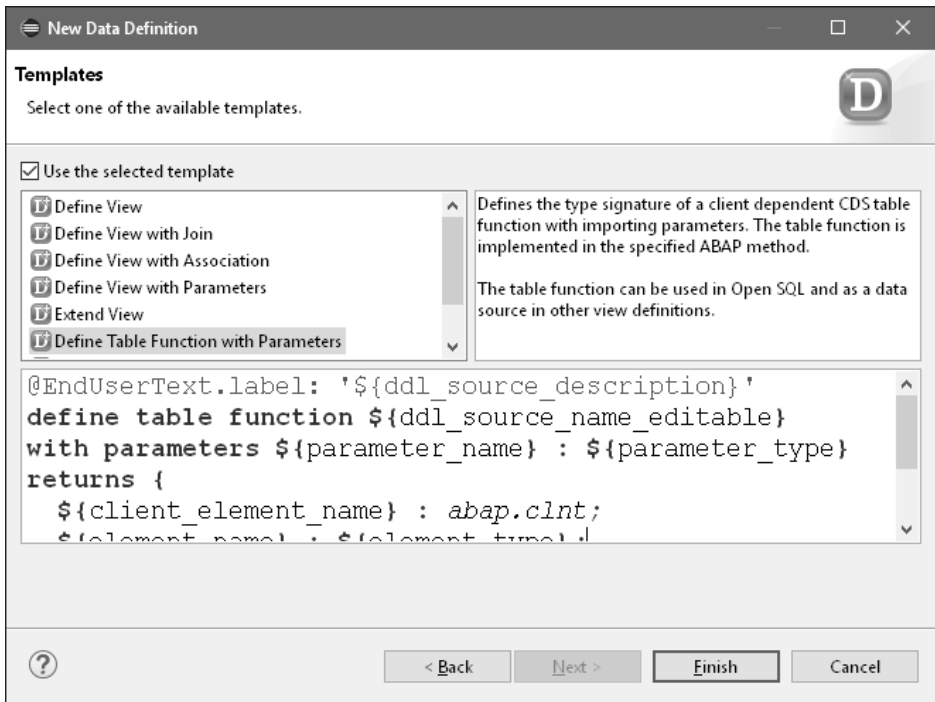 New Data Definition
Templates
Select one of the available templates.
D
Use the selected template
Define View
Define View with Join
Define View with Association
Define View with Parameters
Extend View
Define Table Function with Parameters
Defines the type signature of a client dependent CDS table
function with importing parameters. The table function is
implemented in the specified ABAP method.
The table function can be used in Open SQL and as a data
source in other view definitions.
@EndUserText.label: '${ddl_source_description}'
define table function ${ddl_source_name_editable}
with parameters ${parameter_name} : ${parameter_type}
returns {
${client_element_name} : abap.clnt;
${element_name} : ${element_type};
?
< Back
Next >
Finish
Cancel